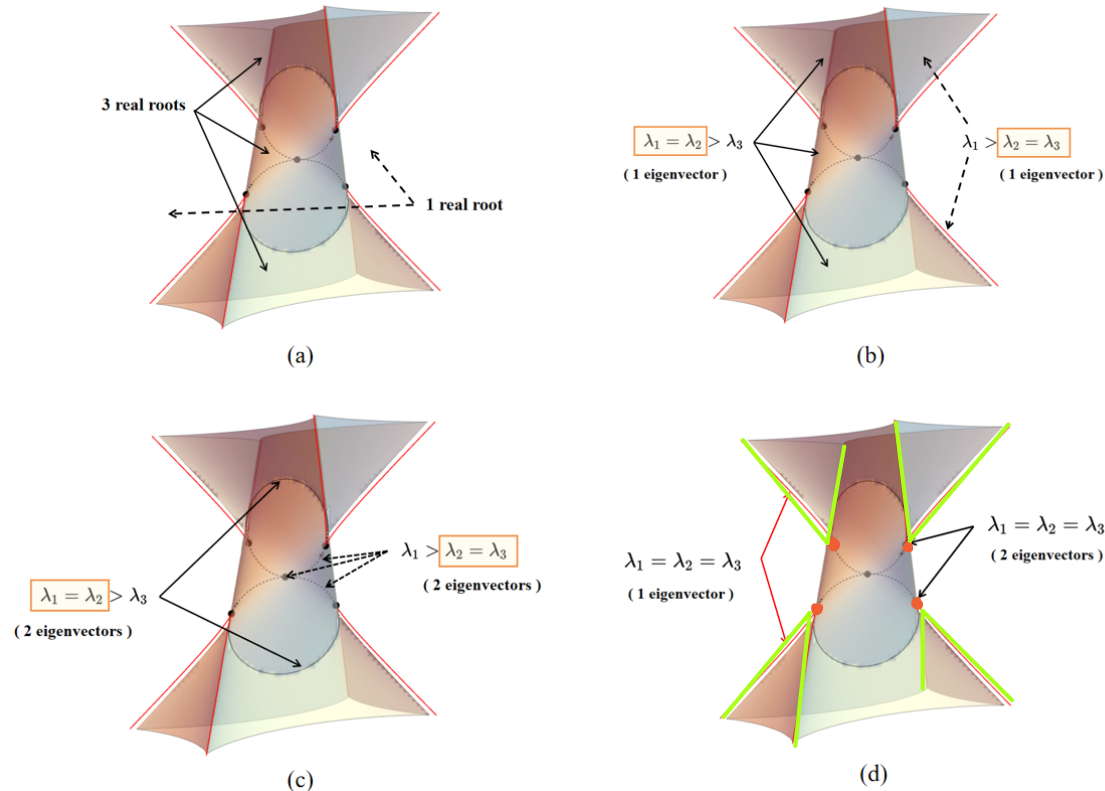 3 real roots
1 real root
(a)
λ₁ = λ₂ > λ₃
( 1 eigenvector )
λ₁ > λ₂ = λ₃
( 1 eigenvector )
(b)
λ₁ > λ₂ = λ₃
( 2 eigenvectors )
λ₁ = λ₂ > λ₃
( 2 eigenvectors )
(c)
λ₁ = λ₂ = λ₃
( 2 eigenvectors )
λ₁ = λ₂ = λ₃
( 1 eigenvector )
(d)